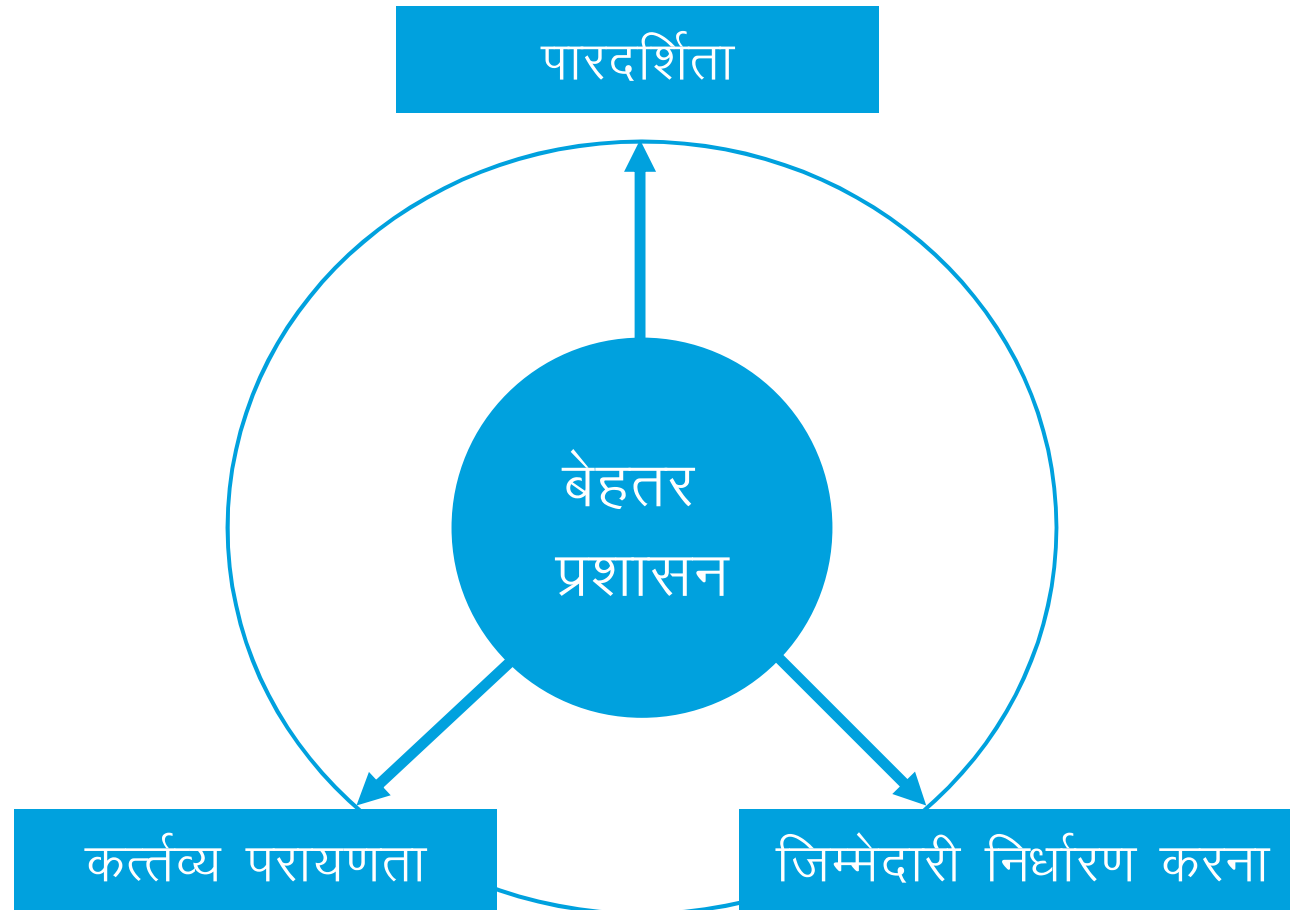 पारदर्शिता
बेहतर
प्रशासन
कर्त्तव्य परायणता
जिम्मेदारी निर्धारण करना